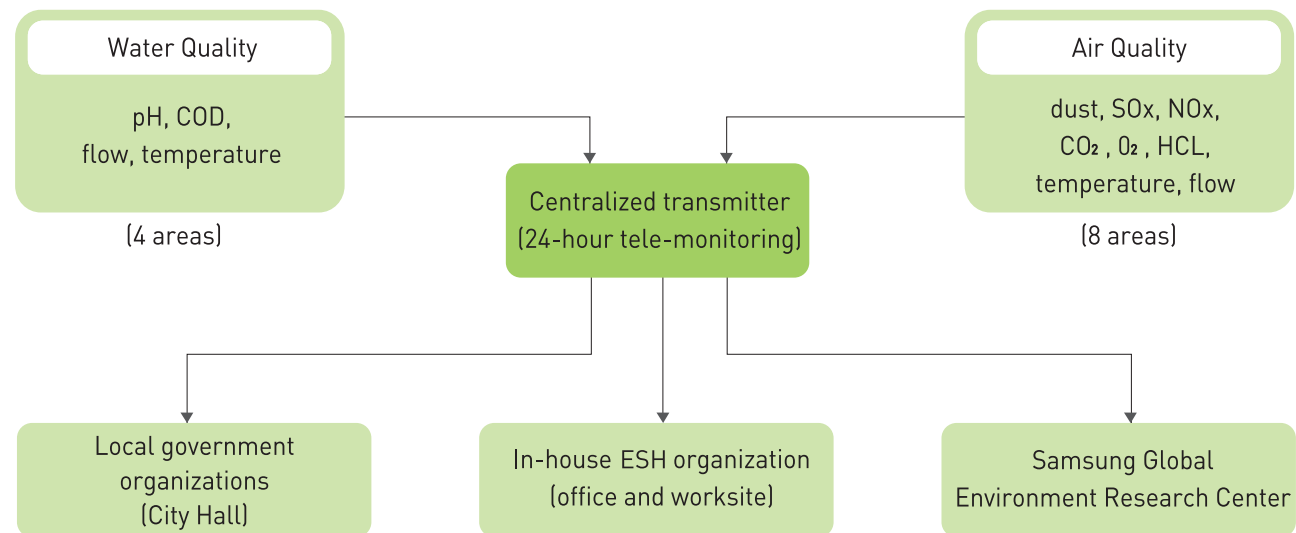 Water Quality
pH, COD,
flow, temperature
(4 areas)
Air Quality
dust, SOx, NOx,
CO₂ , O₂ , HCL,
temperature, flow
(8 areas)
Centralized transmitter
(24-hour tele-monitoring)
Local government
organizations
(City Hall)
In-house ESH organization
(office and worksite)
Samsung Global
Environment Research Center